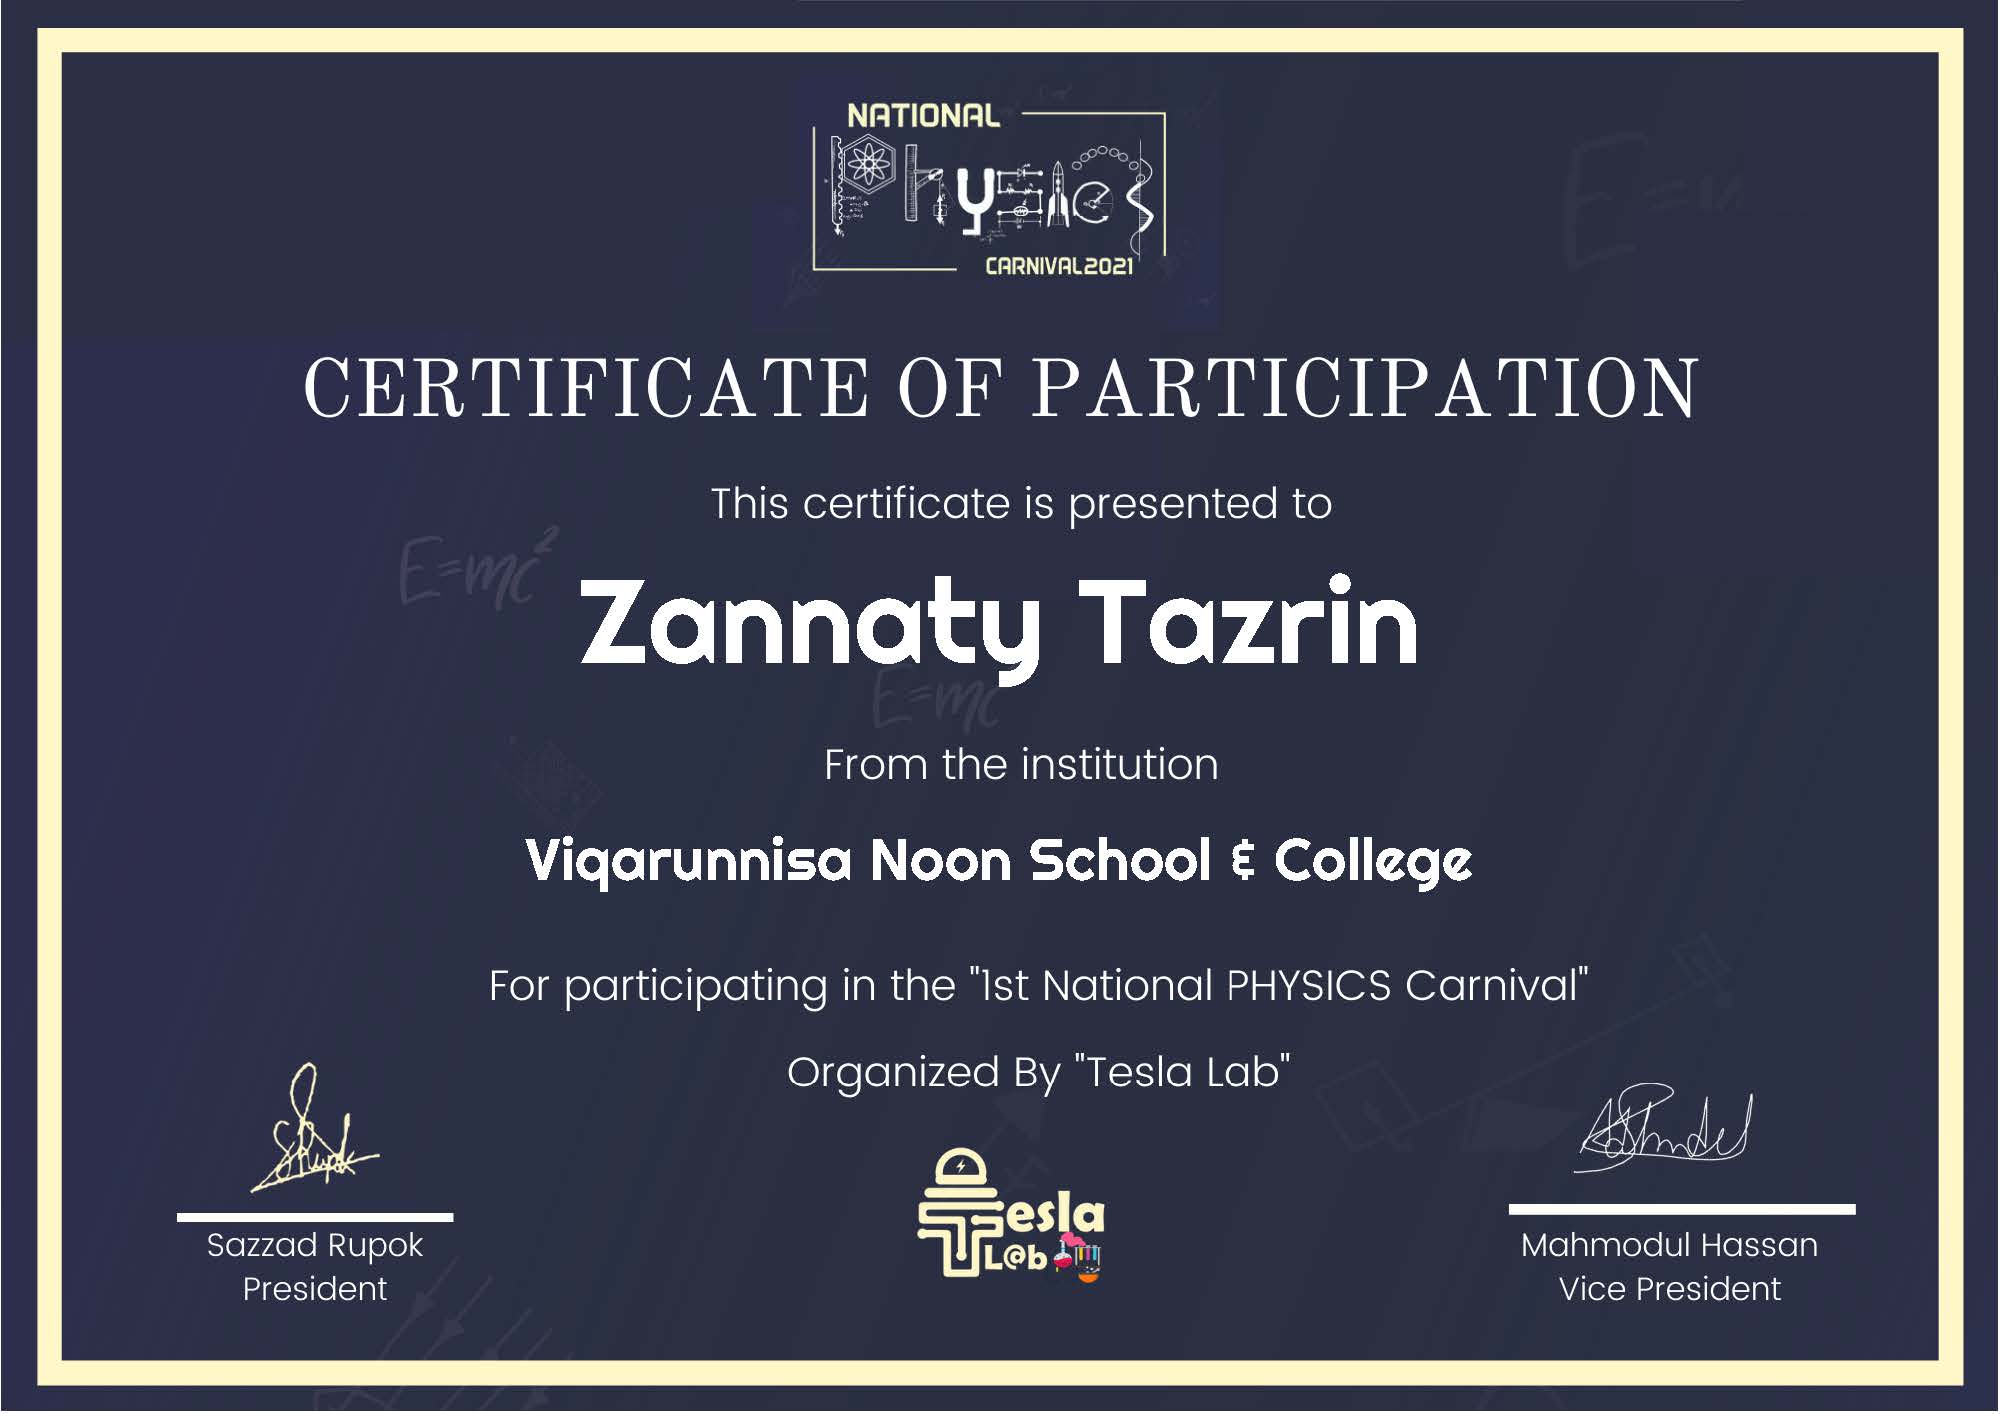 NATIONAL
Physics
CARNIVAL2021
CERTIFICATE OF PARTICIPATION
This certificate is presented to
E=mc²
Zannaty Tazrin
E=mc
From the institution
Viqarunnisa Noon School & College
For participating in the "1st National PHYSICS Carnival"
Organized By "Tesla Lab"
Sazzad Rupok
President
Tesla
L@b
Mahmodul Hassan
Vice President